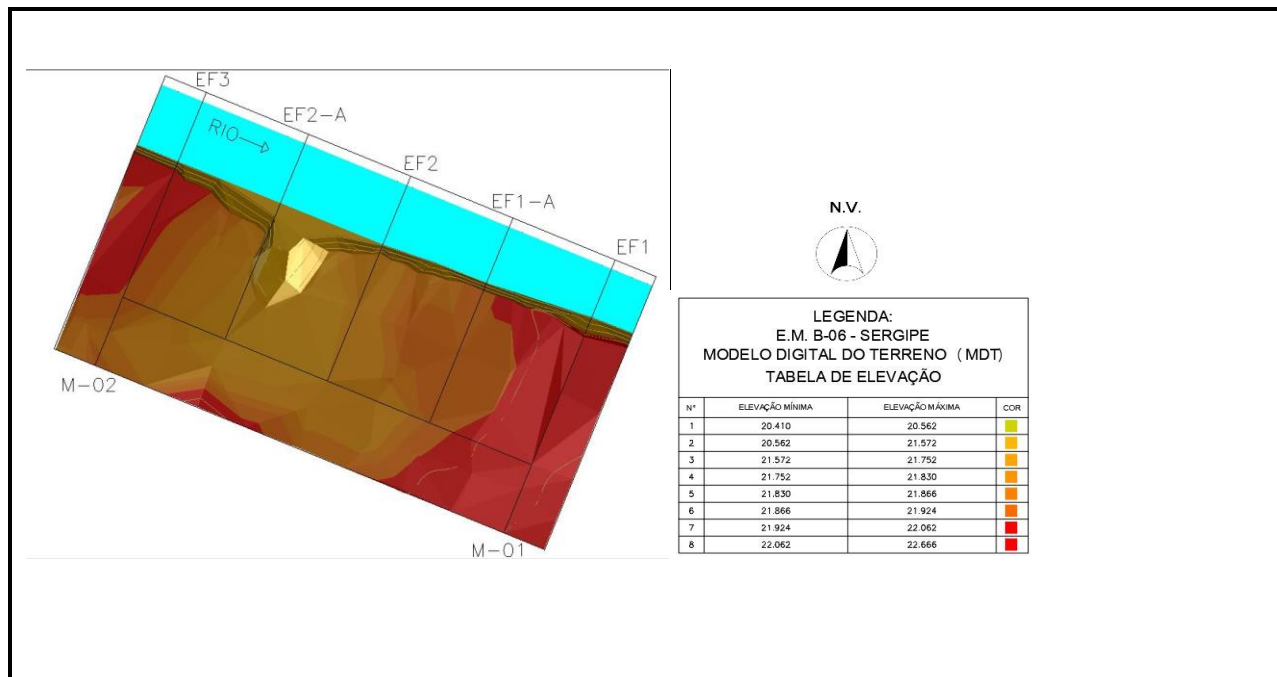 EF3
EF2-A
RIO
EF2
EF1-A
EF1
M-02
M-01
N.V.
LEGENDA:
E.M. B-06 - SERGIPE
MODELO DIGITAL DO TERRENO ( MDT)
TABELA DE ELEVAÇÃO
N° ELEVAÇÃO MÍNIMA ELEVAÇÃO MÁXIMA COR
1 20.410 20.562
2 20.562 21.572
3 21.572 21.752
4 21.752 21.830
5 21.830 21.866
6 21.866 21.924
7 21.924 22.062
8 22.062 22.666